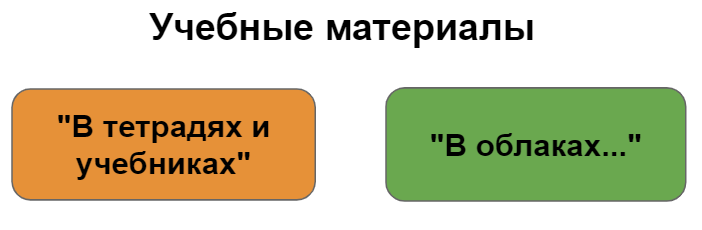 Учебные материалы
"В тетрадях и
учебниках"
"В облаках..."